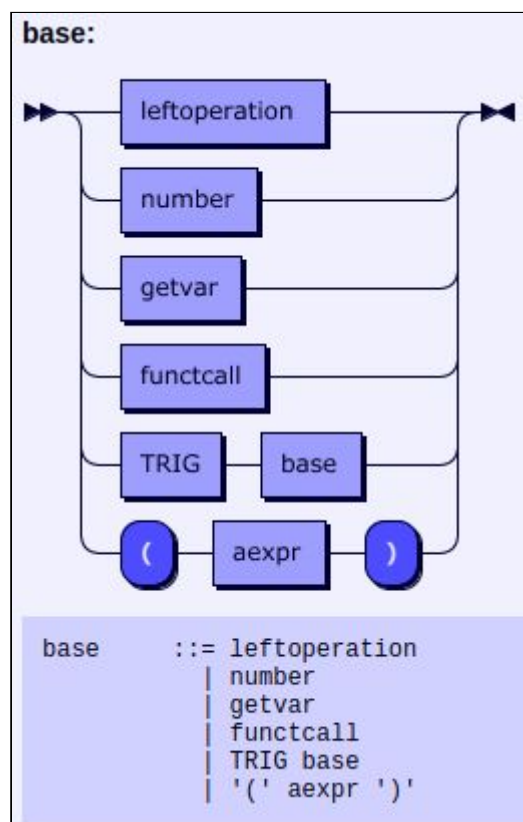 base:
leftoperation
number
getvar
functcall
TRIG base
( aexpr )
base ::= leftoperation
| number
| getvar
| functcall
| TRIG base
| '(' aexpr ')'